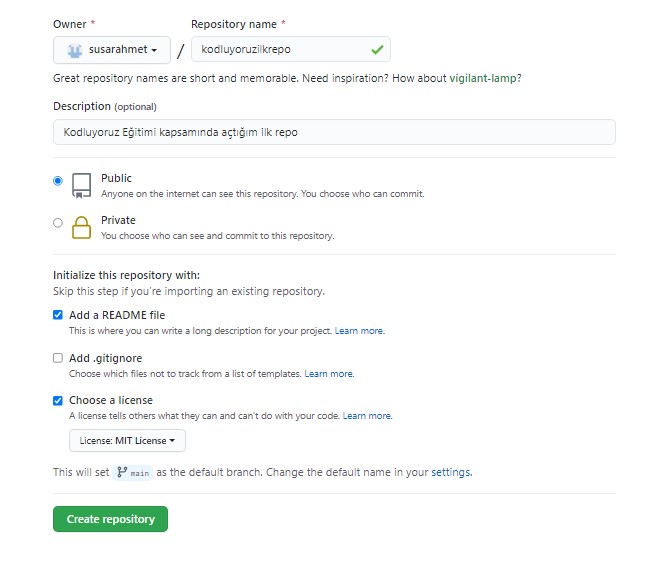 Owner * Repository name *
susarahmet / kodluyoruzilkrepo
Great repository names are short and memorable. Need inspiration? How about vigilant-lamp?
Description (optional)
Kodluyoruz Eğitimi kapsamında açtığım ilk repo
Public
Anyone on the internet can see this repository. You choose who can commit.
Private
You choose who can see and commit to this repository.
Initialize this repository with:
Skip this step if you're importing an existing repository.
Add a README file
This is where you can write a long description for your project. Learn more.
Add .gitignore
Choose which files not to track from a list of templates. Learn more.
Choose a license
A license tells others what they can and can't do with your code. Learn more.
License: MIT License
This will set main as the default branch. Change the default name in your settings.
Create repository